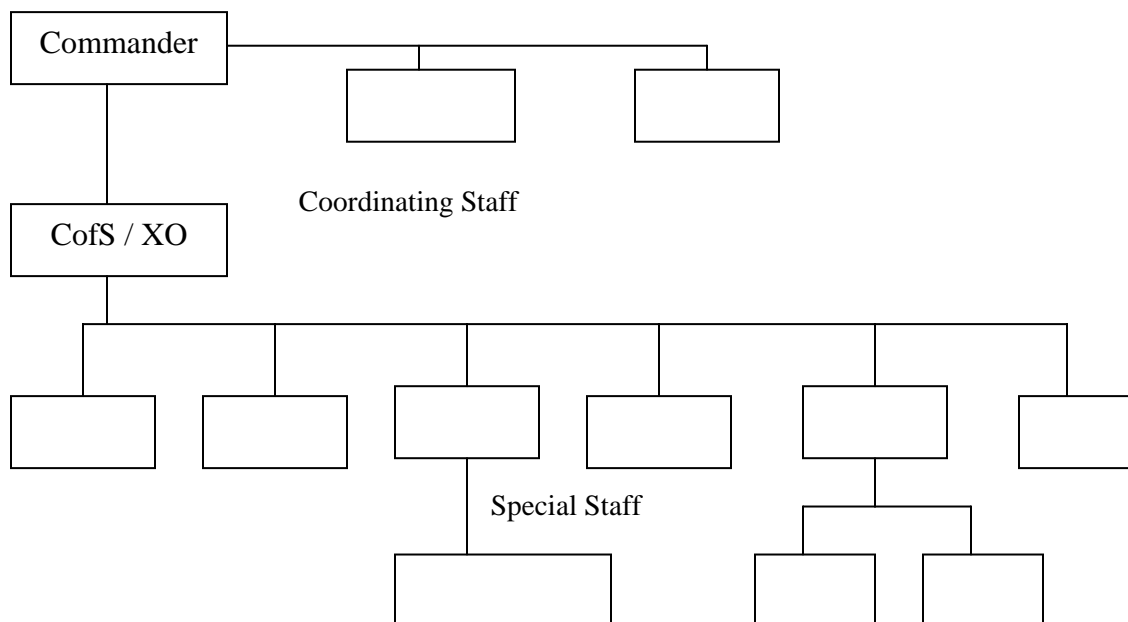 Commander
Coordinating Staff
CofS / XO
Special Staff